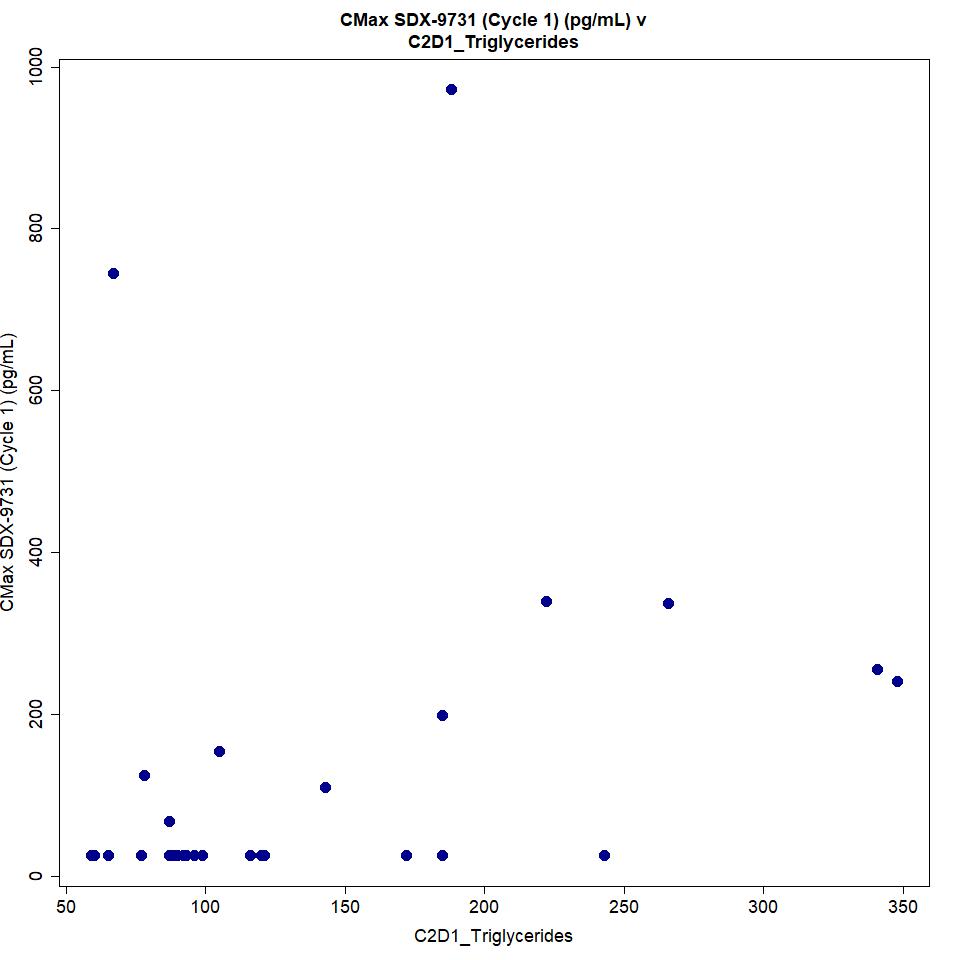 CMax SDX-9731 (Cycle 1) (pg/mL) v
C2D1_Triglycerides
CMax SDX-9731 (Cycle 1) (pg/mL)
1000
800
600
400
200
0
50 100 150 200 250 300 350
C2D1_Triglycerides